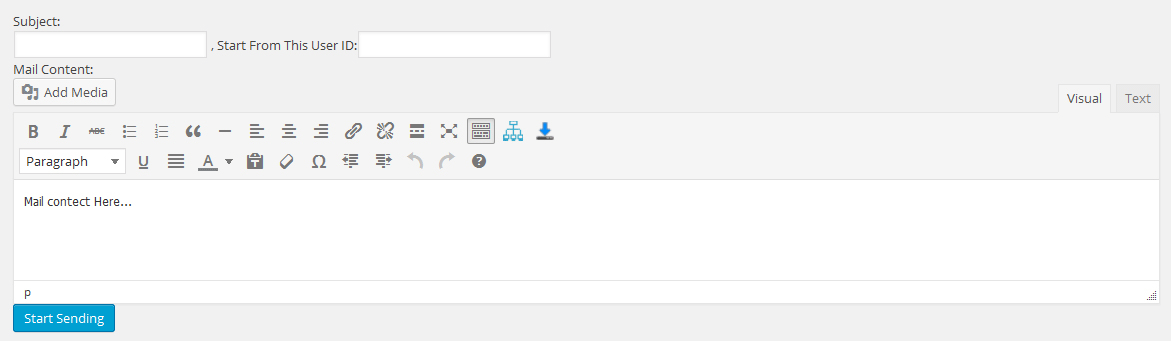 Subject:
, Start From This User ID:
Mail Content:
Add Media
Visual Text
B I ABC
Paragraph U A T Ω ?
Mail contect Here...
p
Start Sending